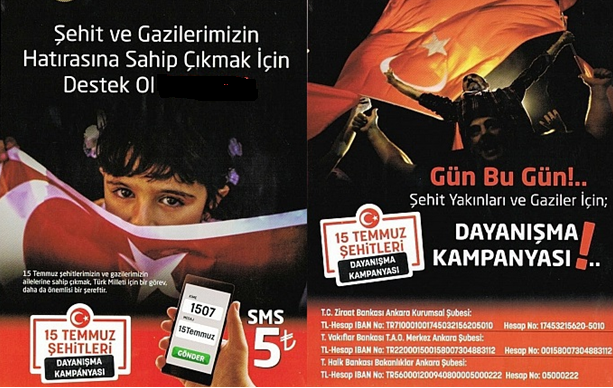 Şehit ve Gazilerimizin
Hatırasına Sahip Çıkmak İçin
Destek Ol
15 Temmuz şehitlerimizin ve gazilerimizin
ailelerine sahip çıkmak, Türk Milleti için bir görev,
daha da önemlisi bir şereftir.
15 TEMMUZ
ŞEHİTLERİ
DAYANIŞMA
KAMPANYASI
1507
15Temmuz
GÖNDER
SMS
5₺
Gün Bu Gün!..
Şehit Yakınları ve Gaziler İçin;
15 TEMMUZ
ŞEHİTLERİ
DAYANIŞMA
KAMPANYASI
DAYANIŞMA
KAMPANYASI!..
T.C. Ziraat Bankası Ankara Kurumsal Şubesi:
TL-Hesap IBAN No: TR710001001745032156205010 Hesap No: 17453215620-5010
T. Vakıflar Bankası T.A.O. Merkez Ankara Şubesi:
TL-Hesap IBAN No: TR220001500158007304883112 Hesap No: 00158007304883112
T. Halk Bankası Bakanlıklar Ankara Şubesi:
TL-Hesap IBAN No: TR560001200940800005000222 Hesap No: 05000222